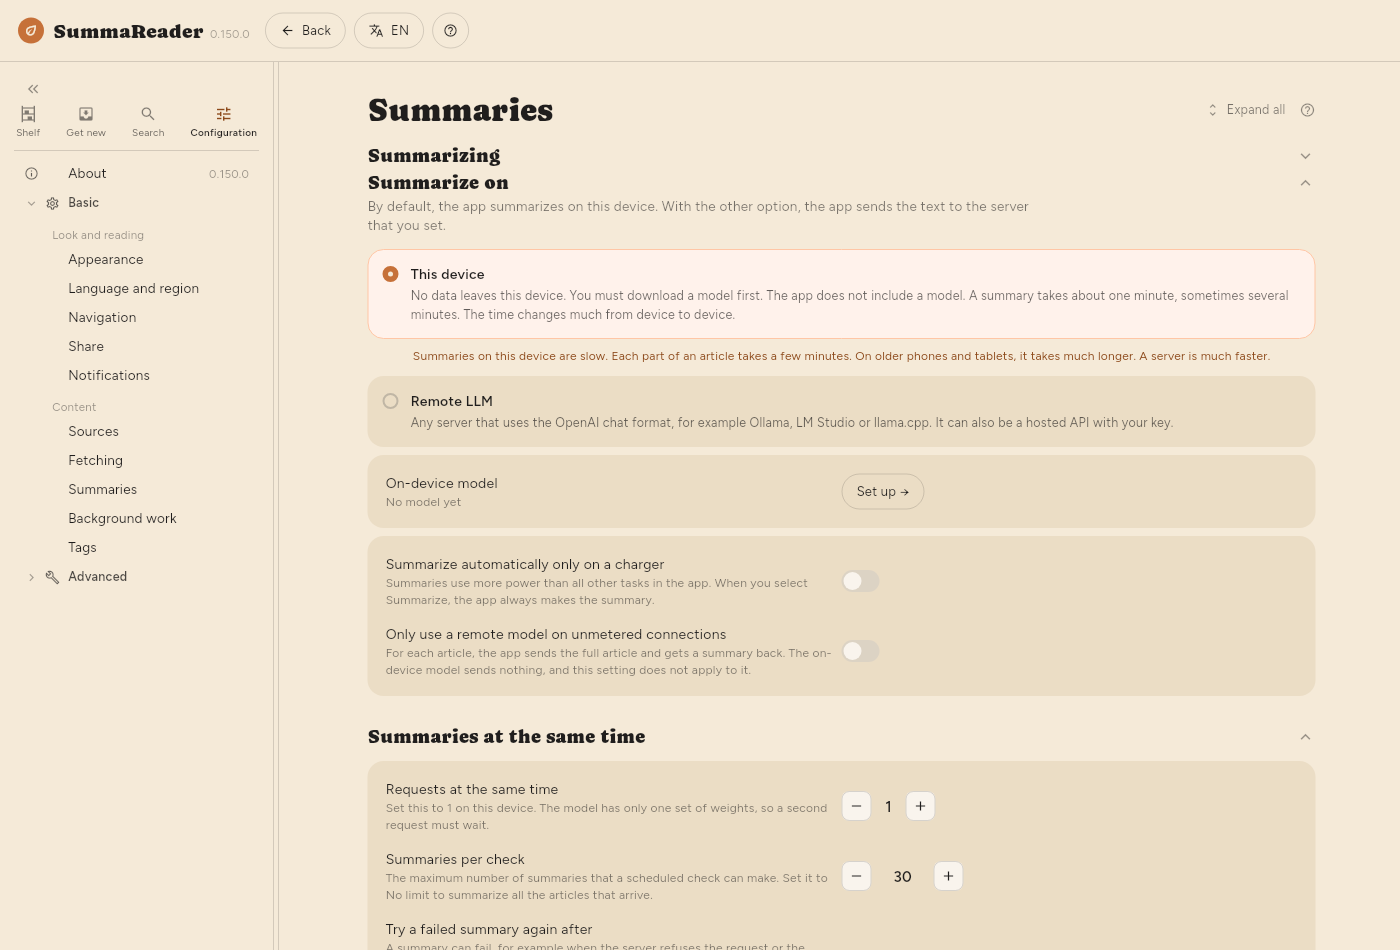 SummaReader 0.150.0
Back
EN
Shelf
Get new
Search
Configuration
About 0.150.0
Basic
Look and reading
Appearance
Language and region
Navigation
Share
Notifications
Content
Sources
Fetching
Summaries
Background work
Tags
Advanced
Summaries
Expand all
Summarizing
Summarize on
By default, the app summarizes on this device. With the other option, the app sends the text to the server
that you set.
This device
No data leaves this device. You must download a model first. The app does not include a model. A summary takes about one minute, sometimes several
minutes. The time changes much from device to device.
Summaries on this device are slow. Each part of an article takes a few minutes. On older phones and tablets, it takes much longer. A server is much faster.
Remote LLM
Any server that uses the OpenAI chat format, for example Ollama, LM Studio or llama.cpp. It can also be a hosted API with your key.
On-device model
No model yet
Set up →
Summarize automatically only on a charger
Summaries use more power than all other tasks in the app. When you select
Summarize, the app always makes the summary.
Only use a remote model on unmetered connections
For each article, the app sends the full article and gets a summary back. The on-
device model sends nothing, and this setting does not apply to it.
Summaries at the same time
Requests at the same time
Set this to 1 on this device. The model has only one set of weights, so a second
request must wait.
1
Summaries per check
The maximum number of summaries that a scheduled check can make. Set it to
No limit to summarize all the articles that arrive.
30
Try a failed summary again after
A summary can fail, for example when the server refuses the request or the